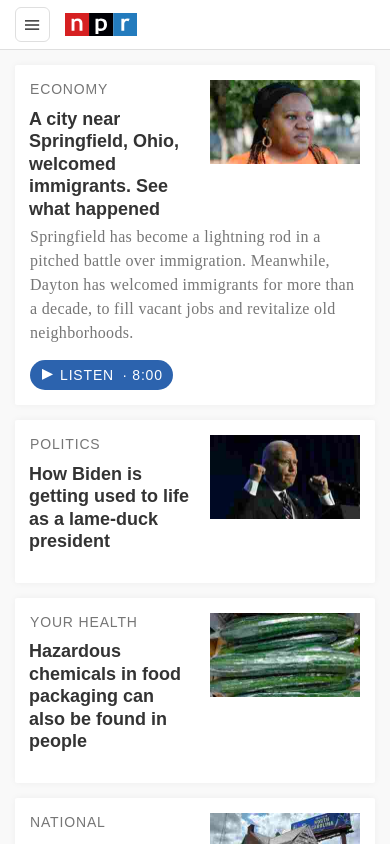 npr
ECONOMY
A city near
Springfield, Ohio,
welcomed
immigrants. See
what happened
Springfield has become a lightning rod in a
pitched battle over immigration. Meanwhile,
Dayton has welcomed immigrants for more than
a decade, to fill vacant jobs and revitalize old
neighborhoods.
LISTEN · 8:00
POLITICS
How Biden is
getting used to life
as a lame-duck
president
YOUR HEALTH
Hazardous
chemicals in food
packaging can
also be found in
people
NATIONAL